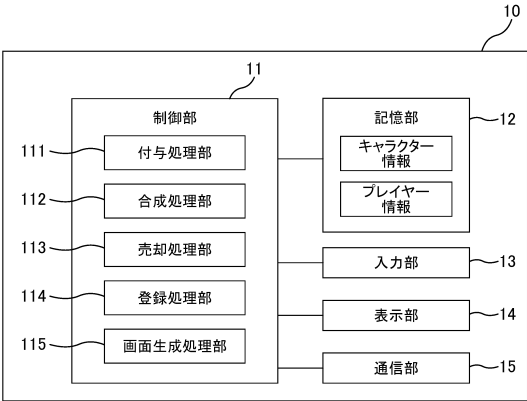 10
11
制御部
111
付与処理部
112
合成処理部
113
売却処理部
114
登録処理部
115
画面生成処理部
記憶部
12
キャラクター
情報
プレイヤー
情報
入力部
13
表示部
14
通信部
15